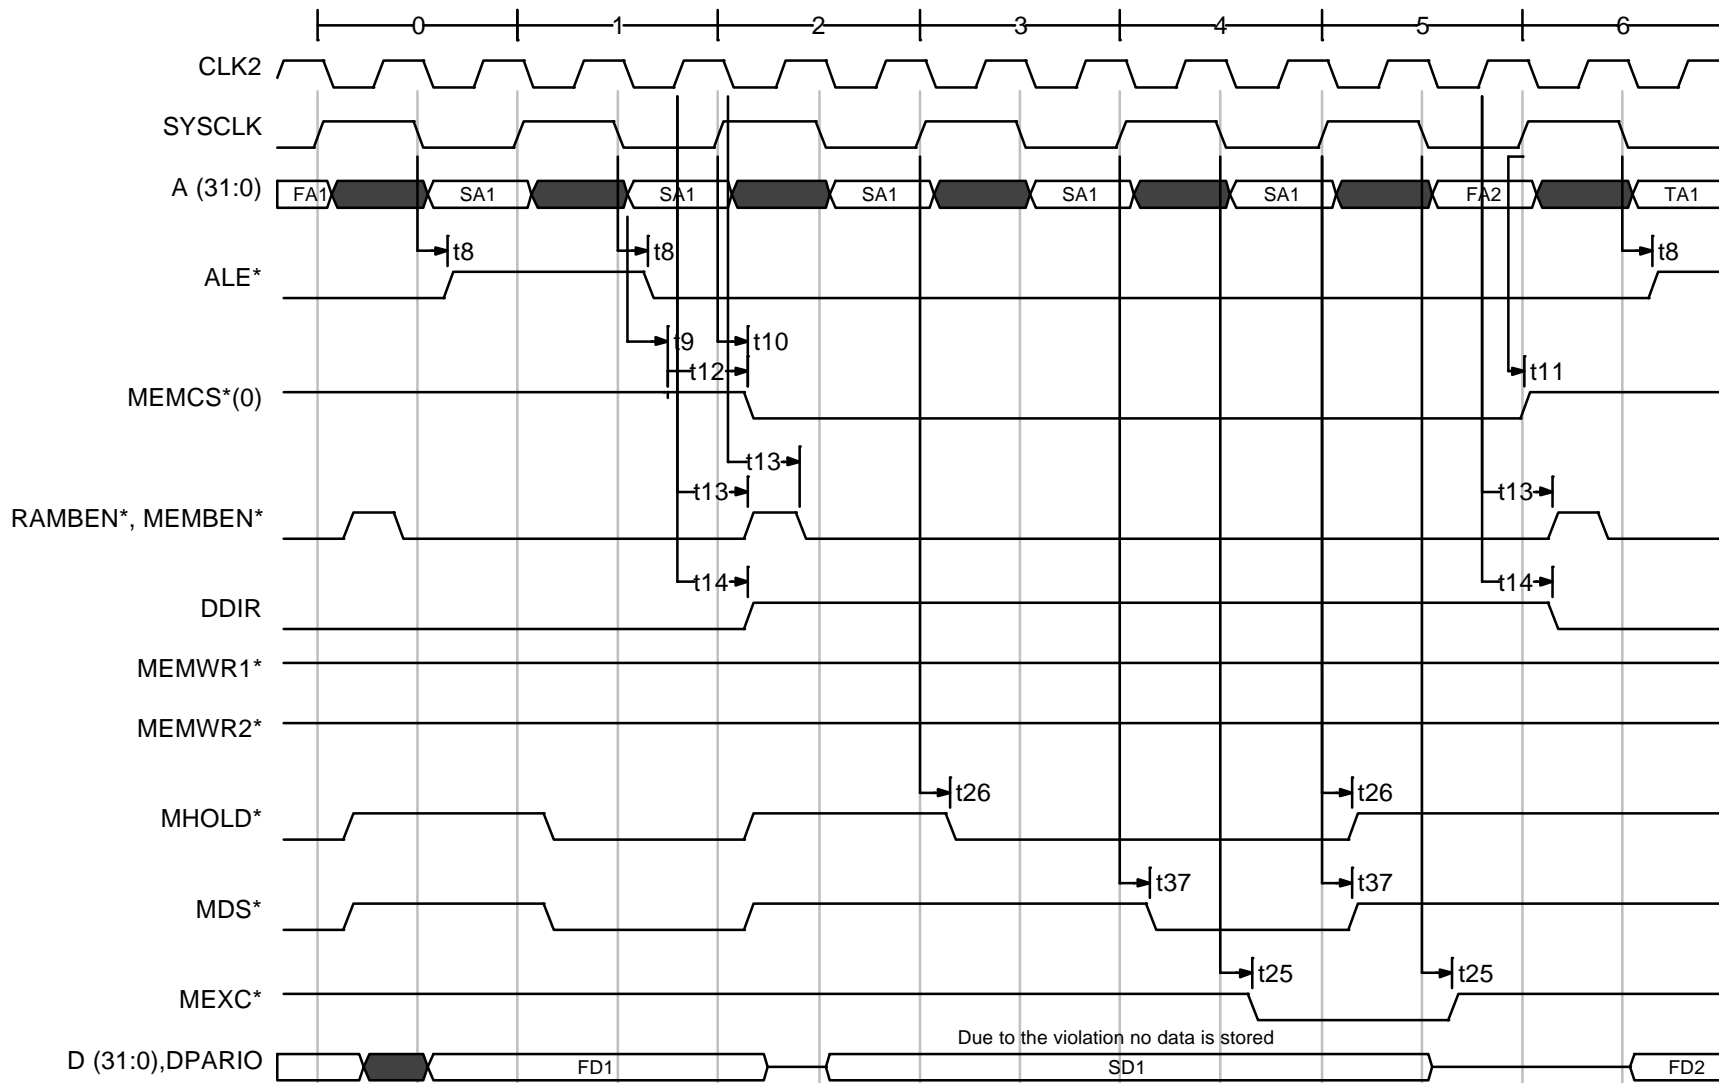 0 1 2 3 4 5 6
CLK2
SYSCLK
A (31:0) FA1 SA1 SA1 SA1 SA1 SA1 FA2 TA1
t8 t8 t8
ALE*
t9 t10
t12 t11
MEMCS*(0)
t13
t13 t13
RAMBEN*, MEMBEN*
t14 t14
DDIR
MEMWR1*
MEMWR2*
t26 t26
MHOLD*
t37 t37
MDS*
t25 t25
MEXC*
Due to the violation no data is stored
D (31:0),DPARIO FD1 SD1 FD2